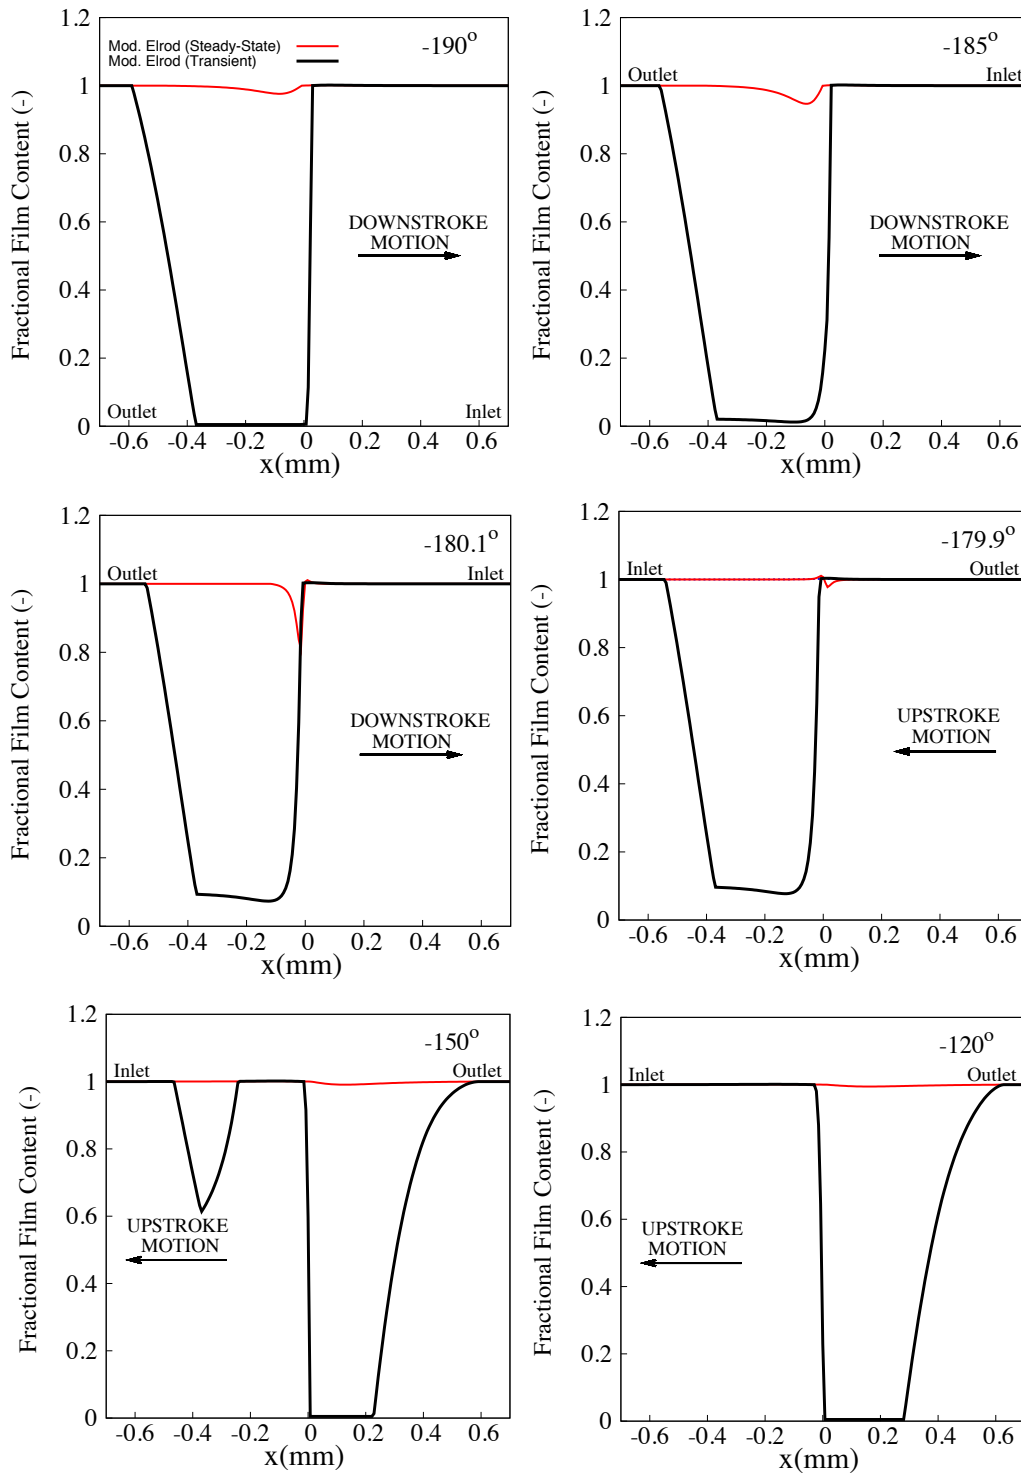 1.2
1
0.8
0.6
0.4
0.2
0
Fractional Film Content (-)
Mod. Elrod (Steady-State)
Mod. Elrod (Transient)
-190°
DOWNSTROKE
MOTION
Outlet
Inlet
-0.6 -0.4 -0.2 0 0.2 0.4 0.6
x(mm)
1.2
1
0.8
0.6
0.4
0.2
0
Fractional Film Content (-)
-185°
Outlet
Inlet
DOWNSTROKE
MOTION
-0.6 -0.4 -0.2 0 0.2 0.4 0.6
x(mm)
1.2
1
0.8
0.6
0.4
0.2
0
Fractional Film Content (-)
-180.1°
Outlet
Inlet
DOWNSTROKE
MOTION
-0.6 -0.4 -0.2 0 0.2 0.4 0.6
x(mm)
1.2
1
0.8
0.6
0.4
0.2
0
Fractional Film Content (-)
-179.9°
Inlet
Outlet
UPSTROKE
MOTION
-0.6 -0.4 -0.2 0 0.2 0.4 0.6
x(mm)
1.2
1
0.8
0.6
0.4
0.2
0
Fractional Film Content (-)
-150°
Inlet
Outlet
UPSTROKE
MOTION
-0.6 -0.4 -0.2 0 0.2 0.4 0.6
x(mm)
1.2
1
0.8
0.6
0.4
0.2
0
Fractional Film Content (-)
-120°
Inlet
Outlet
UPSTROKE
MOTION
-0.6 -0.4 -0.2 0 0.2 0.4 0.6
x(mm)